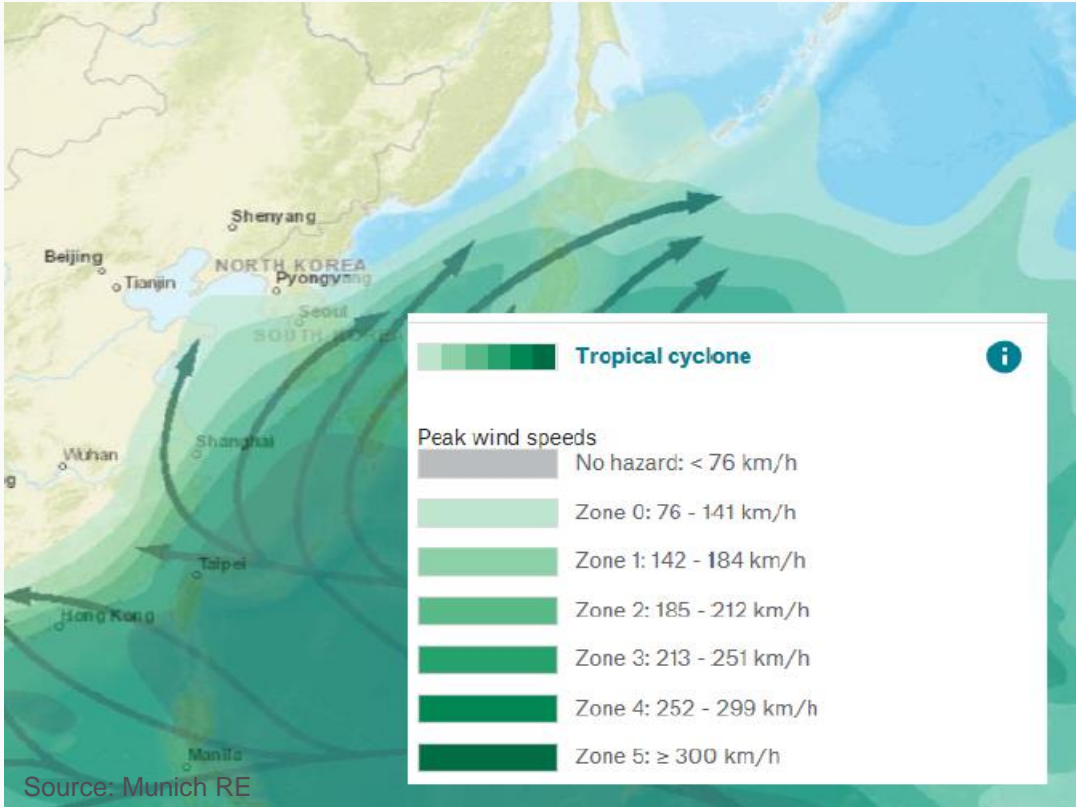 Shenyang
Beijing
Tianjin
NORTH KOREA
Pyongyang
Seoul
SOUTH KOREA
Tropical cyclone
i
Peak wind speeds
No hazard: < 76 km/h
Wuhan
Shanghai
Zone 0: 76 - 141 km/h
g
Zone 1: 142 - 184 km/h
Taipei
Zone 2: 185 - 212 km/h
Hong Kong
Zone 3: 213 - 251 km/h
Zone 4: 252 - 299 km/h
Manila
Zone 5: ≥ 300 km/h
Source: Munich RE